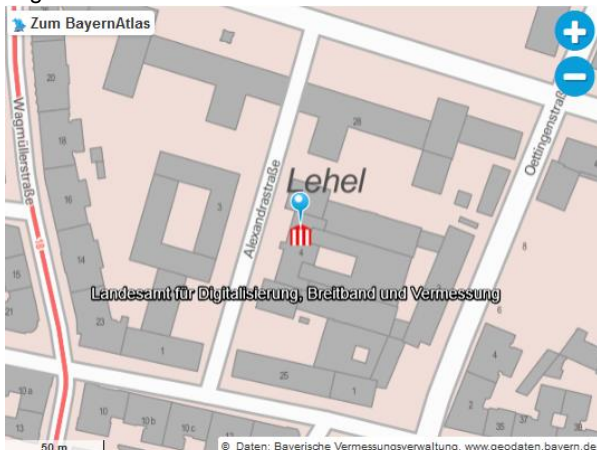 Zum BayernAtlas
20
28
Wagmüllerstraße
18
Oettingenstraße
Alexandrastraße
Lehel
16
3
4
8
14
15
Landesamt für Digitalisierung, Breitband und Vermessung
21
23
6
1
4
25
1
10 a
13
10
10 b
10 c
2
35
37
50 m
© Daten: Bayerische Vermessungsverwaltung, www.geodaten.bayern.de